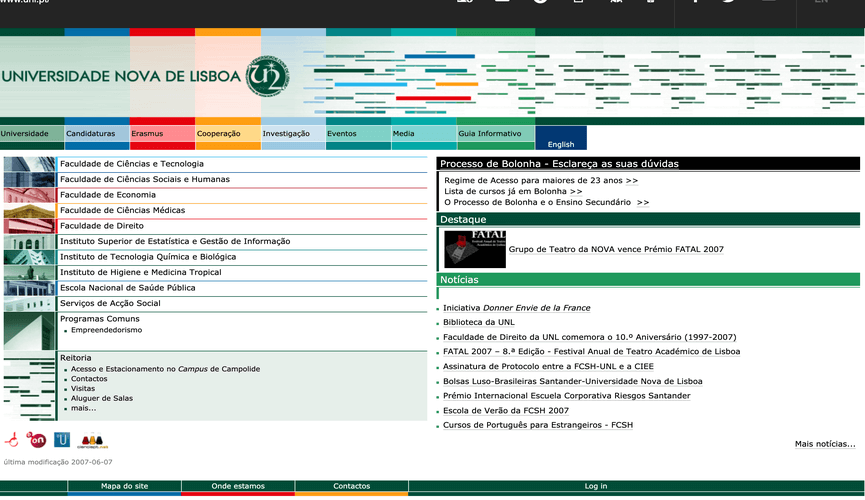 UNIVERSIDADE NOVA DE LISBOA
Universidade
Candidaturas
Erasmus
Cooperação
Investigação
Eventos
Media
Guia Informativo
English
Faculdade de Ciências e Tecnologia
Faculdade de Ciências Sociais e Humanas
Faculdade de Economia
Faculdade de Ciências Médicas
Faculdade de Direito
Instituto Superior de Estatística e Gestão de Informação
Instituto de Tecnologia Química e Biológica
Instituto de Higiene e Medicina Tropical
Escola Nacional de Saúde Pública
Serviços de Acção Social
Programas Comuns
Empreendedorismo
Reitoria
Acesso e Estacionamento no Campus de Campolide
Contactos
Visitas
Aluguer de Salas
mais...
última modificação 2007-06-07
Processo de Bolonha - Esclareça as suas dúvidas
Regime de Acesso para maiores de 23 anos >>
Lista de cursos já em Bolonha >>
O Processo de Bolonha e o Ensino Secundário >>
Destaque
FATAL
Grupo de Teatro da NOVA vence Prémio FATAL 2007
Notícias
Iniciativa Donner Envie de la France
Biblioteca da UNL
Faculdade de Direito da UNL comemora o 10.º Aniversário (1997-2007)
FATAL 2007 – 8.ª Edição - Festival Anual de Teatro Académico de Lisboa
Assinatura de Protocolo entre a FCSH-UNL e a CIEE
Bolsas Luso-Brasileiras Santander-Universidade Nova de Lisboa
Prémio Internacional Escuela Corporativa Riesgos Santander
Escola de Verão da FCSH 2007
Cursos de Português para Estrangeiros - FCSH
Mais notícias...
Mapa do site
Onde estamos
Contactos
Log in